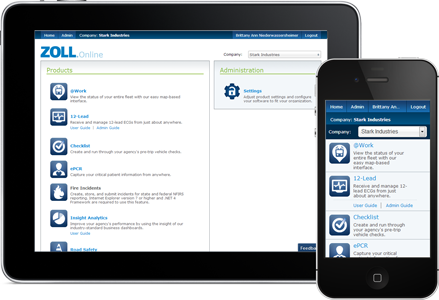 Home Admin Company: Stark Industries Brittany Ann Niederwassenheimer Logout
ZOLL.Online
Company: Stark Industries
Products
Administration
@Work
View the status of your entire fleet with our easy map-based
interface.
Settings
Adjust product settings and configure
your software to fit your organization.
12-Lead
Receive and manage 12-lead ECGs from just about anywhere.
User Guide | Admin Guide
Checklist
Create and run through your agency's pre-trip vehicle checks.
ePCR
Capture your critical patient information from anywhere.
Fire Incidents
Create, store, and submit incidents for state and federal NFIRS
reporting. Internet Explorer version 7 or higher and .NET 4
Framework are required to use this feature.
Insight Analytics
Improve your agency's performance by using the insight of our
industry standard business dashboards.
User Guide
Road Safety
Feedback
Home Admin Brittany An... Logout
Company: Stark Industries
Company: Stark Industries
@Work
View the status of your
entire fleet with our easy
map-based interface.
12-Lead
Receive and manage 12-
lead ECGs from just about
anywhere.
User Guide | Admin Guide
Checklist
Create and run through
your agency's pre-trip
vehicle checks.
ePCR
Capture your critical